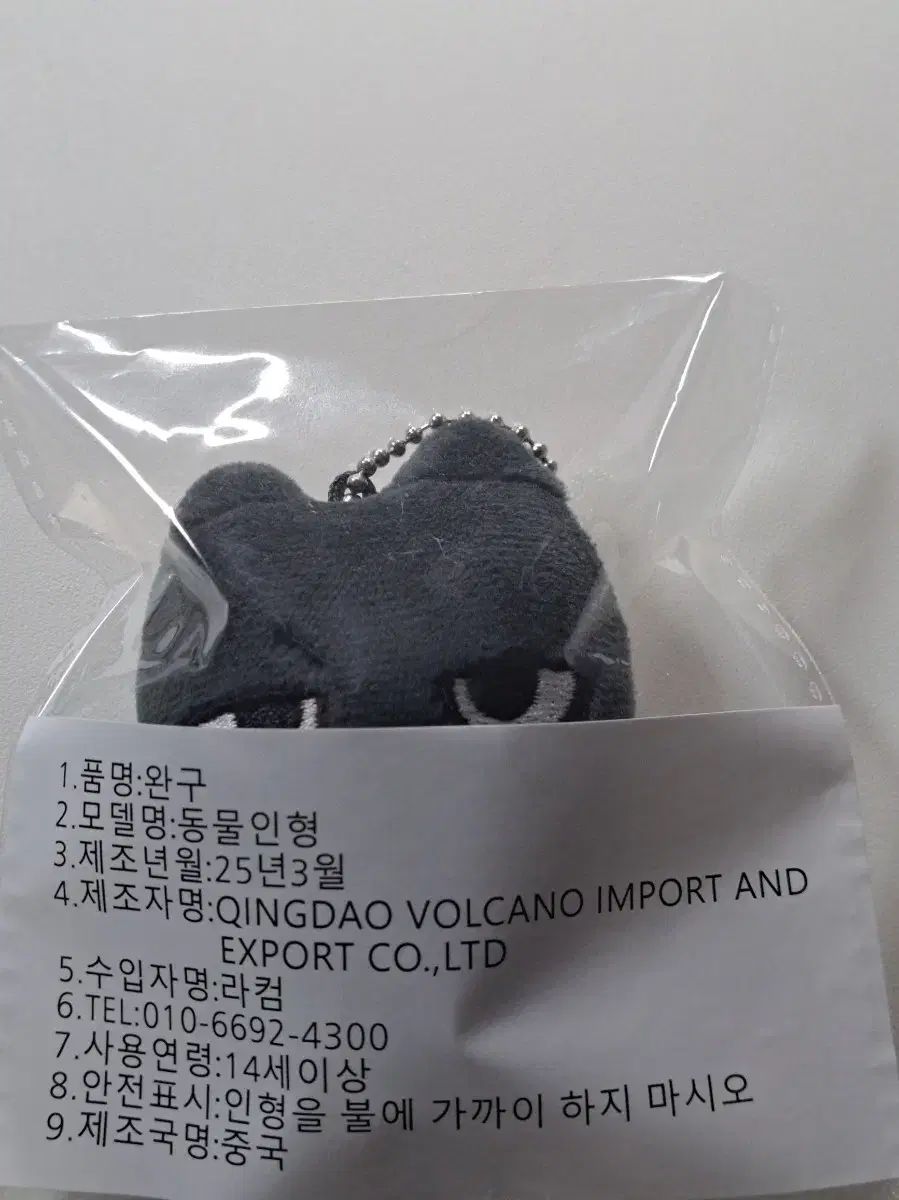 1.품명:완구
2.모델명:동물인형
3.제조년월:25년3월
4.제조자명:QINGDAO VOLCANO IMPORT AND
EXPORT CO.,LTD
5.수입자명:라컴
6.TEL:010-6692-4300
7.사용연령:14세이상
8.안전표시:인형을 불에 가까이 하지 마시오
9.제조국명:중국